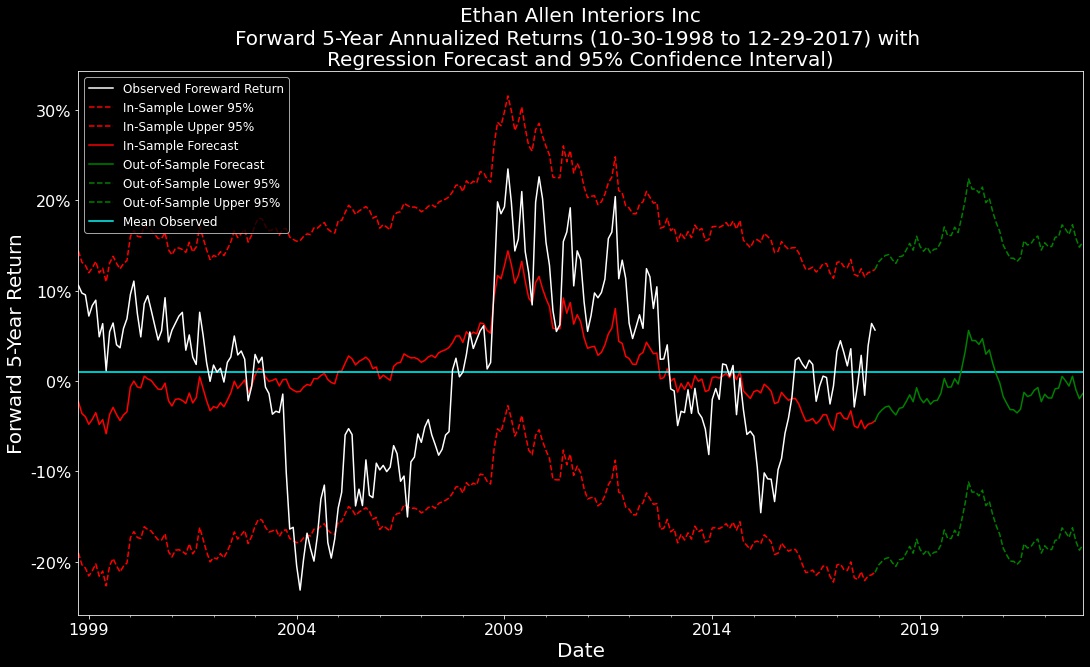 Ethan Allen Interiors Inc
Forward 5-Year Annualized Returns (10-30-1998 to 12-29-2017) with
Regression Forecast and 95% Confidence Interval)
Observed Foreward Return
In-Sample Lower 95%
In-Sample Upper 95%
In-Sample Forecast
Out-of-Sample Forecast
Out-of-Sample Lower 95%
Out-of-Sample Upper 95%
Mean Observed
Forward 5-Year Return
30%
20%
10%
0%
-10%
-20%
1999
2004
2009
2014
2019
Date